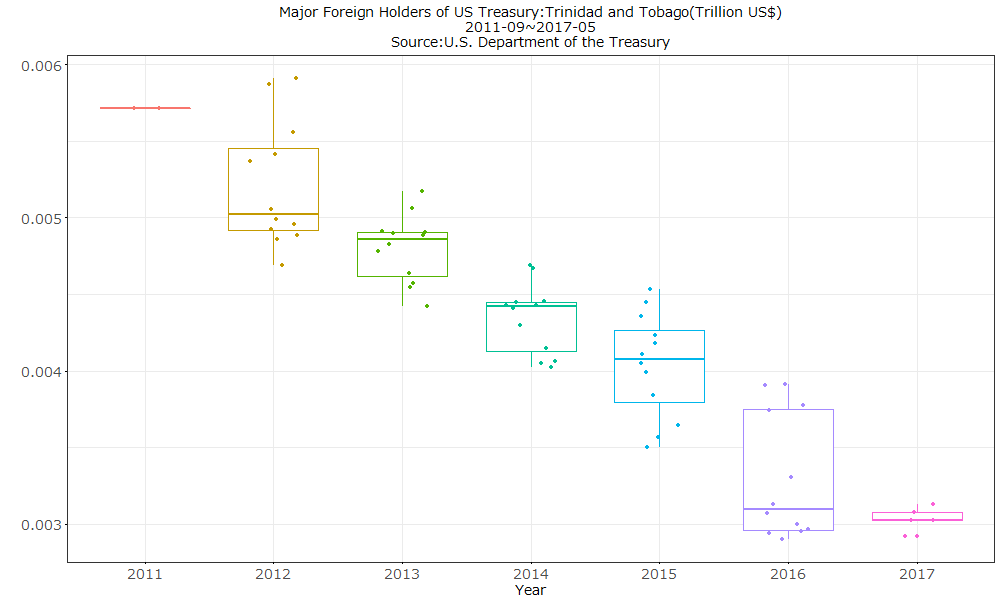 Major Foreign Holders of US Treasury:Trinidad and Tobago(Trillion US$)
2011-09~2017-05
Source:U.S. Department of the Treasury
0.006
0.005
0.004
0.003
2011 2012 2013 2014 2015 2016 2017
Year